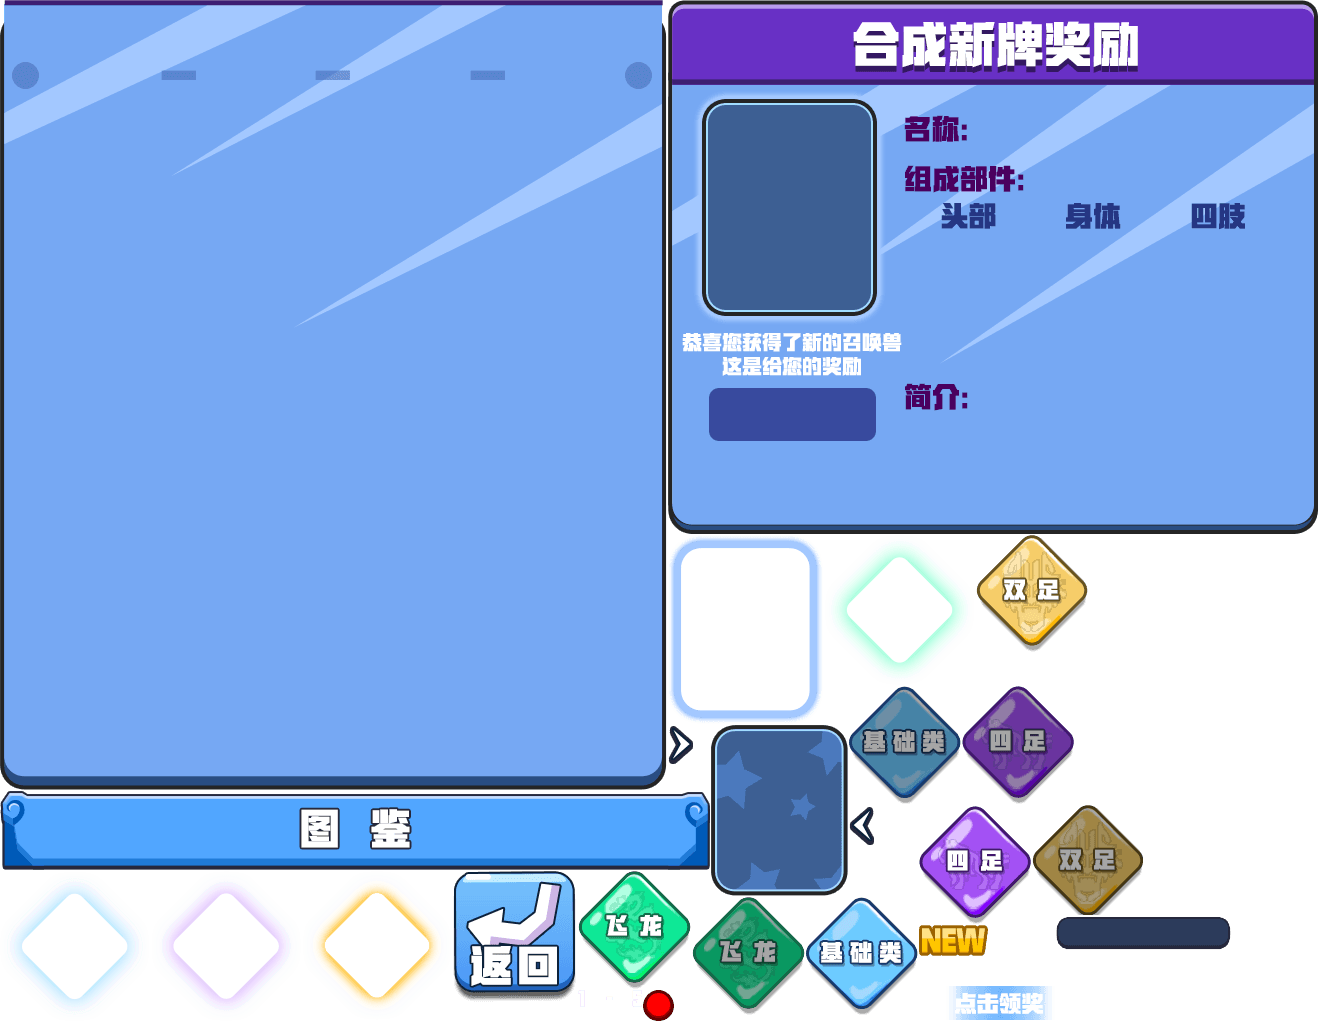 合成新牌奖励
名称:
组成部件:
头部 身体 四肢
恭喜您获得了新的召唤兽
这是给您的奖励
简介:
双足
基础类
四足
图鉴
四足
双足
返回
飞龙
飞龙
基础类
NEW
点击领奖